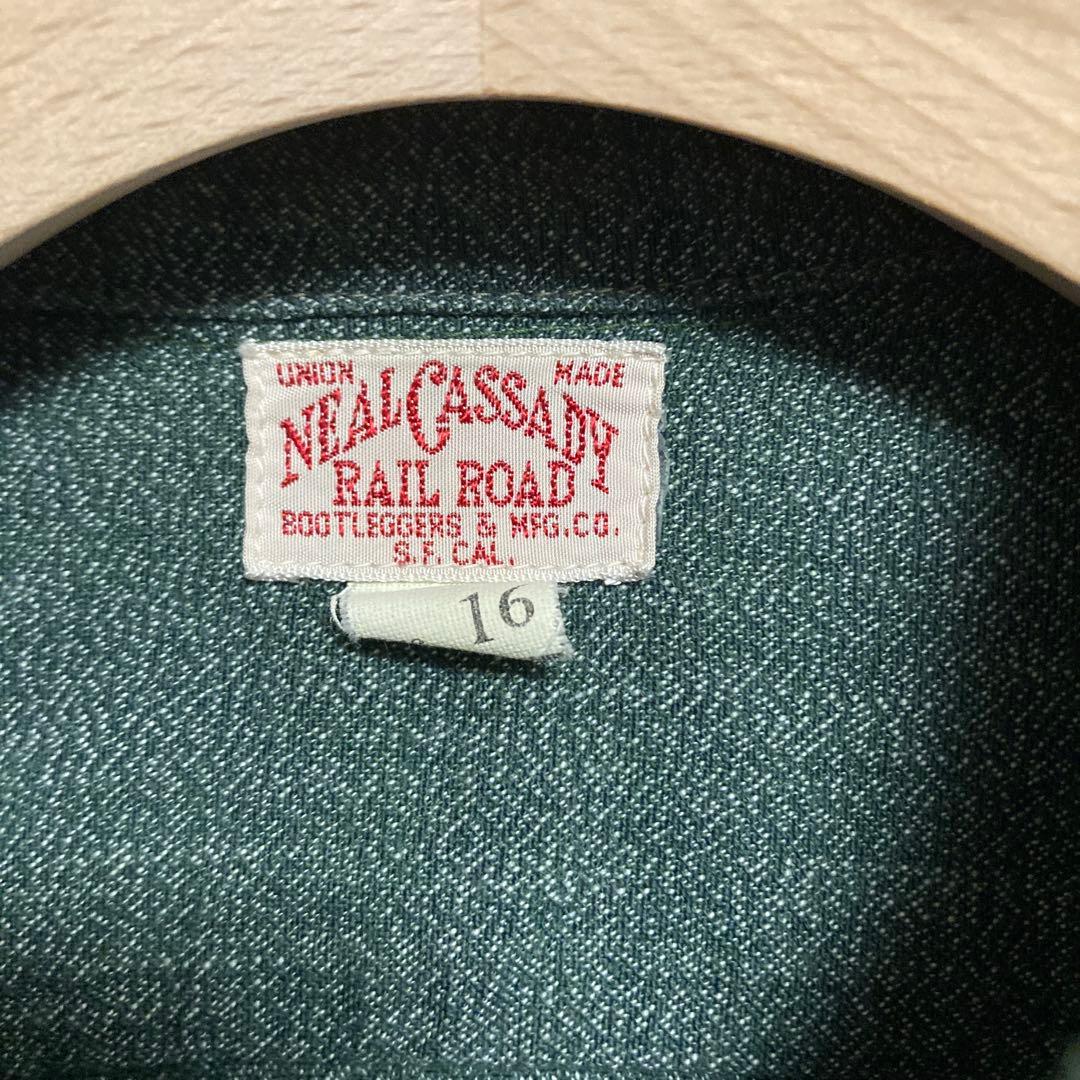 UNION MADE
NEAL CASSADY
RAIL ROAD
BOOTLEGGERS & MFG.CO.
S.F. CAL.
16